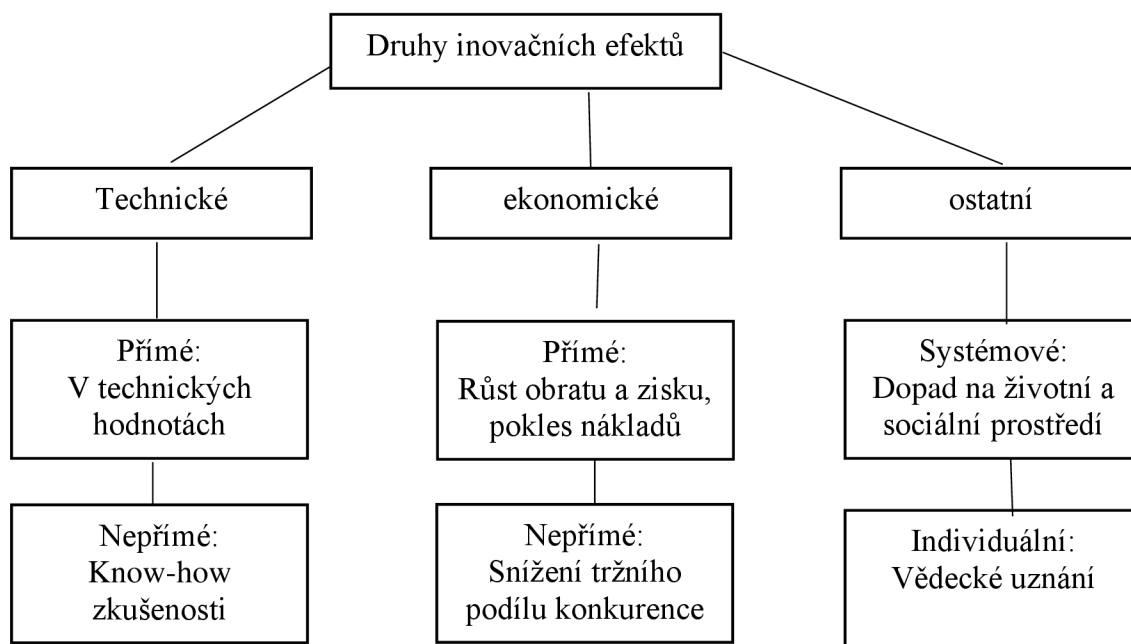 Druhy inovačních efektů
Technické
ekonomické
ostatní
Přímé:
V technických
hodnotách
Přímé:
Růst obratu a zisku,
pokles nákladů
Systémové:
Dopad na životní a
sociální prostředí
Nepřímé:
Know-how
zkušenosti
Nepřímé:
Snížení tržního
podílu konkurence
Individuální:
Vědecké uznání